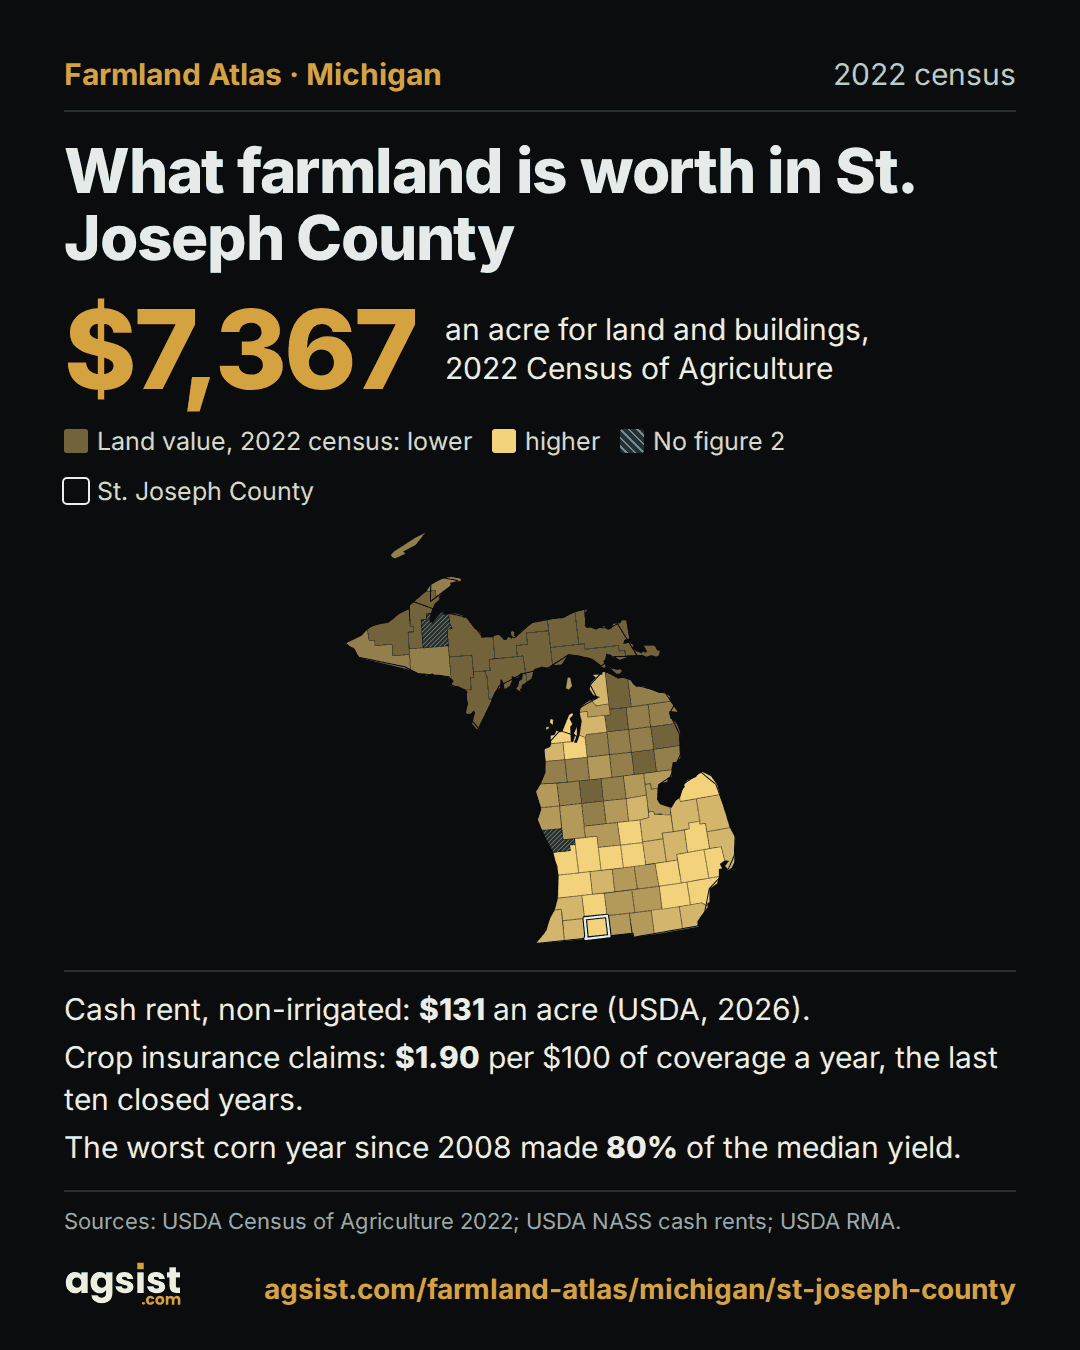 Farmland Atlas · Michigan
2022 census
What farmland is worth in St.
Joseph County
$7,367
an acre for land and buildings,
2022 Census of Agriculture
Land value, 2022 census: lower
higher
No figure 2
St. Joseph County
Cash rent, non-irrigated: $131 an acre (USDA, 2026).
Crop insurance claims: $1.90 per $100 of coverage a year, the last
ten closed years.
The worst corn year since 2008 made 80% of the median yield.
Sources: USDA Census of Agriculture 2022; USDA NASS cash rents; USDA RMA.
agsist
.com
agsist.com/farmland-atlas/michigan/st-joseph-county